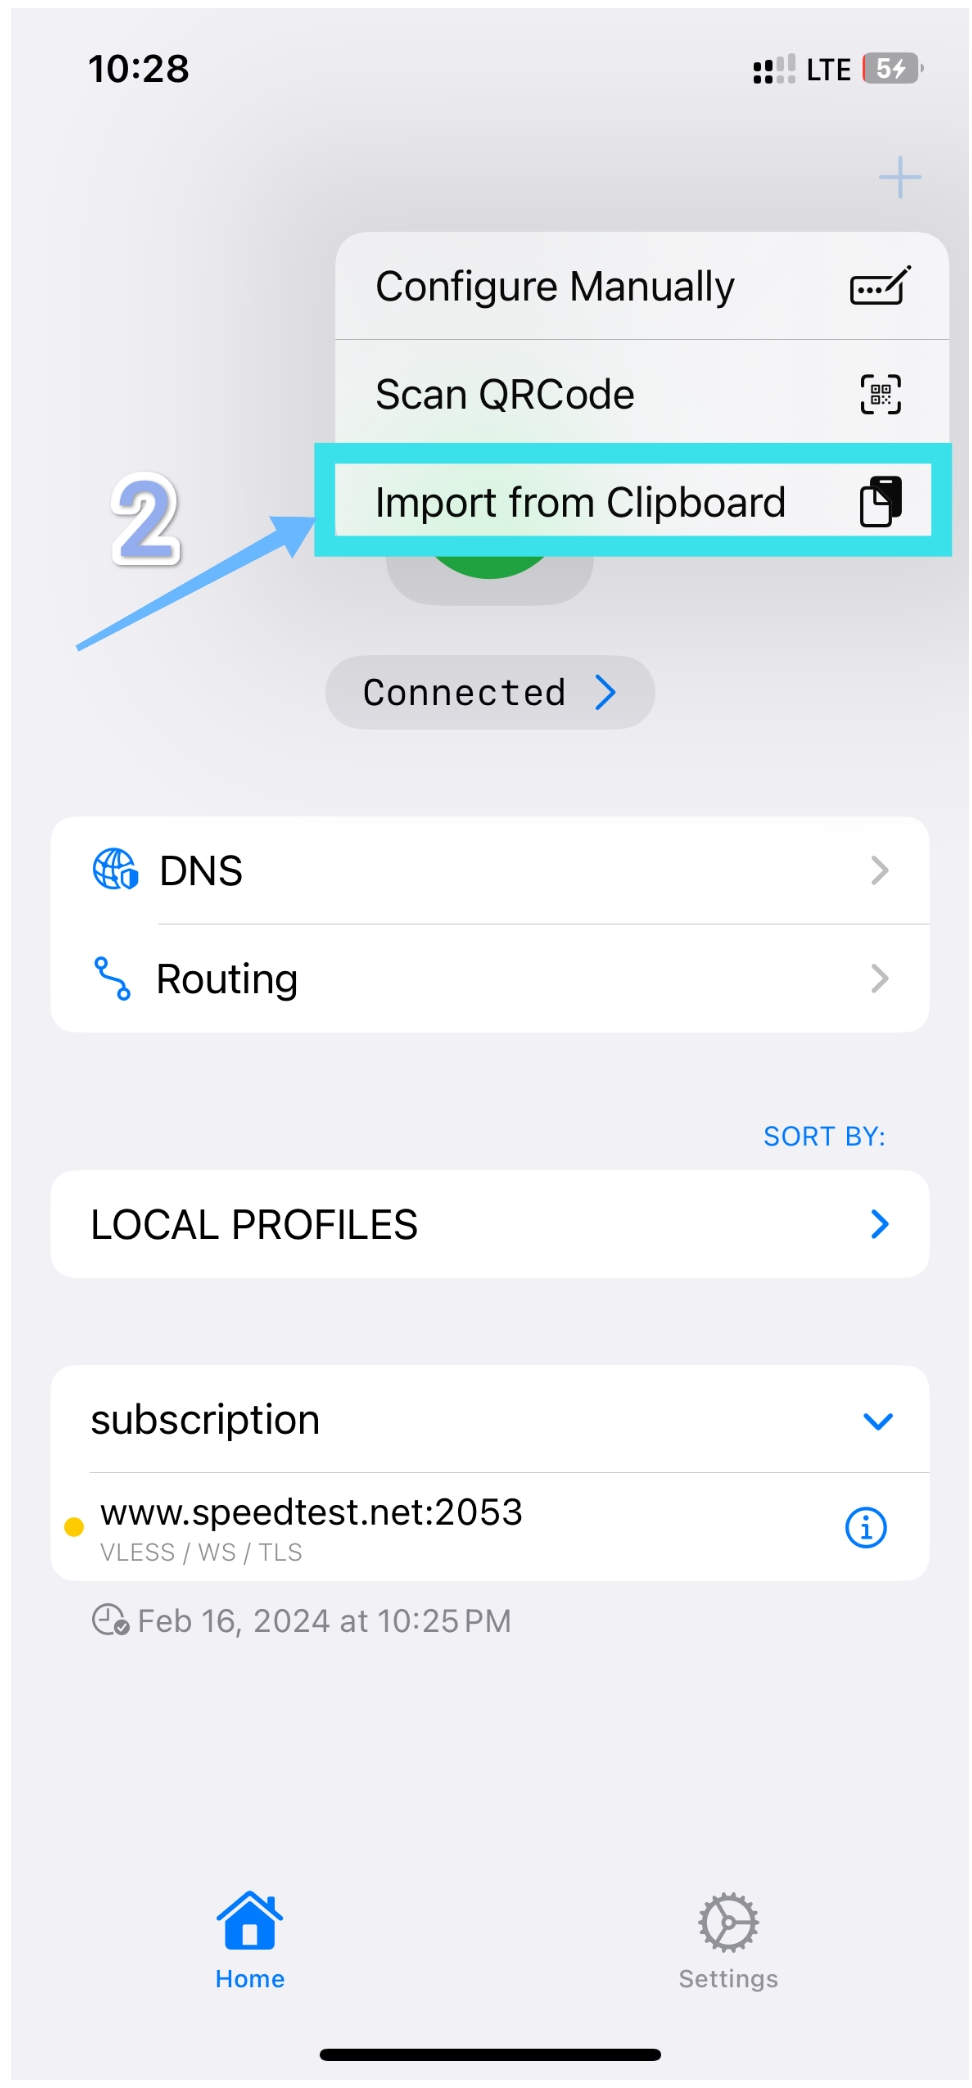 10:28
LTE 5
Configure Manually
Scan QRCode
Import from Clipboard
2
Connected
DNS
Routing
SORT BY:
LOCAL PROFILES
subscription
www.speedtest.net:2053
VLESS / WS / TLS
Feb 16, 2024 at 10:25 PM
Home
Settings